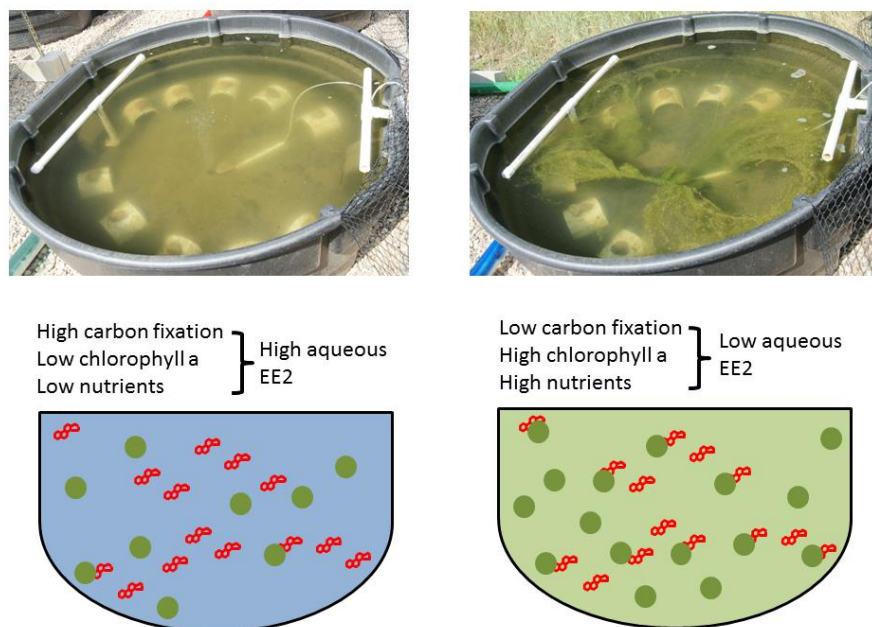 High carbon fixation
Low chlorophyll a
Low nutrients
High aqueous
EE2
Low carbon fixation
High chlorophyll a
High nutrients
Low aqueous
EE2